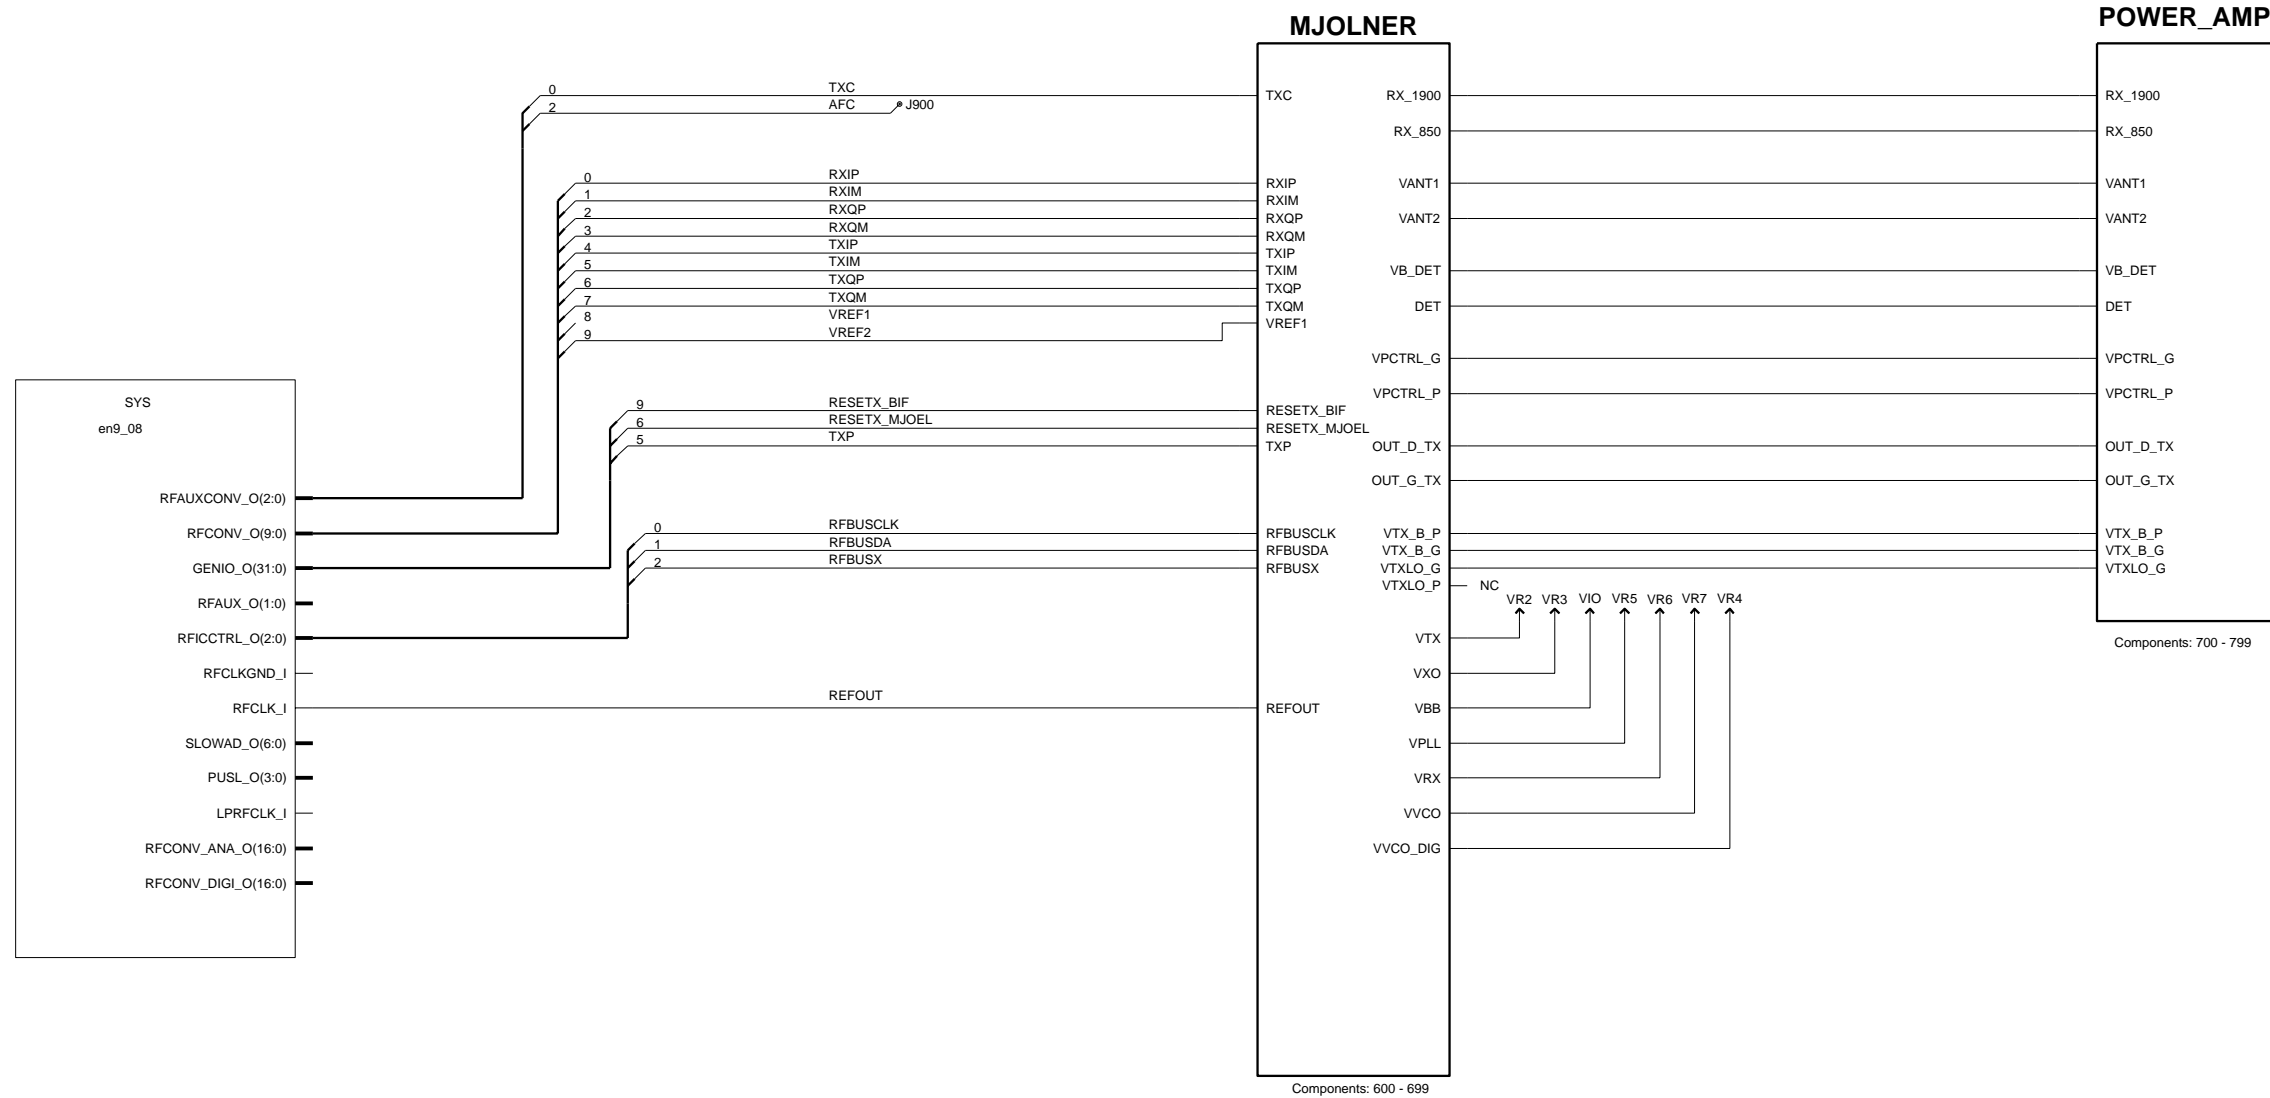 MJOLNER
POWER_AMP
0 TXC
2 AFC J900
0 RXIP
1 RXIM
2 RXQP
3 RXQM
4 TXIP
5 TXIM
6 TXQP
7 TXQM
8 VREF1
9 VREF2
9 RESETX_BIF
6 RESETX_MJOEL
5 TXP
0 RFBUSCLK
1 RFBUSDA
2 RFBUSX
REFOUT
SYS
en9_08
RFAUXCONV_O(2:0)
RFCONV_O(9:0)
GENIO_O(31:0)
RFAUX_O(1:0)
RFICCTRL_O(2:0)
RFCLKGND_I
RFCLK_I
SLOWAD_O(6:0)
PUSL_O(3:0)
LPRFCLK_I
RFCONV_ANA_O(16:0)
RFCONV_DIGI_O(16:0)
TXC
RXIP
RXIM
RXQP
RXQM
TXIP
TXIM
TXQP
TXQM
VREF1
RESETX_BIF
RESETX_MJOEL
TXP
RFBUSCLK
RFBUSDA
RFBUSX
REFOUT
RX_1900
RX_850
VANT1
VANT2
VB_DET
DET
VPCTRL_G
VPCTRL_P
OUT_D_TX
OUT_G_TX
VTX_B_P
VTX_B_G
VTXLO_G
VTXLO_P NC
VR2 VR3 VIO VR5 VR6 VR7 VR4
VTX
VXO
VBB
VPLL
VRX
VVCO
VVCO_DIG
Components: 600 - 699
RX_1900
RX_850
VANT1
VANT2
VB_DET
DET
VPCTRL_G
VPCTRL_P
OUT_D_TX
OUT_G_TX
VTX_B_P
VTX_B_G
VTXLO_G
Components: 700 - 799